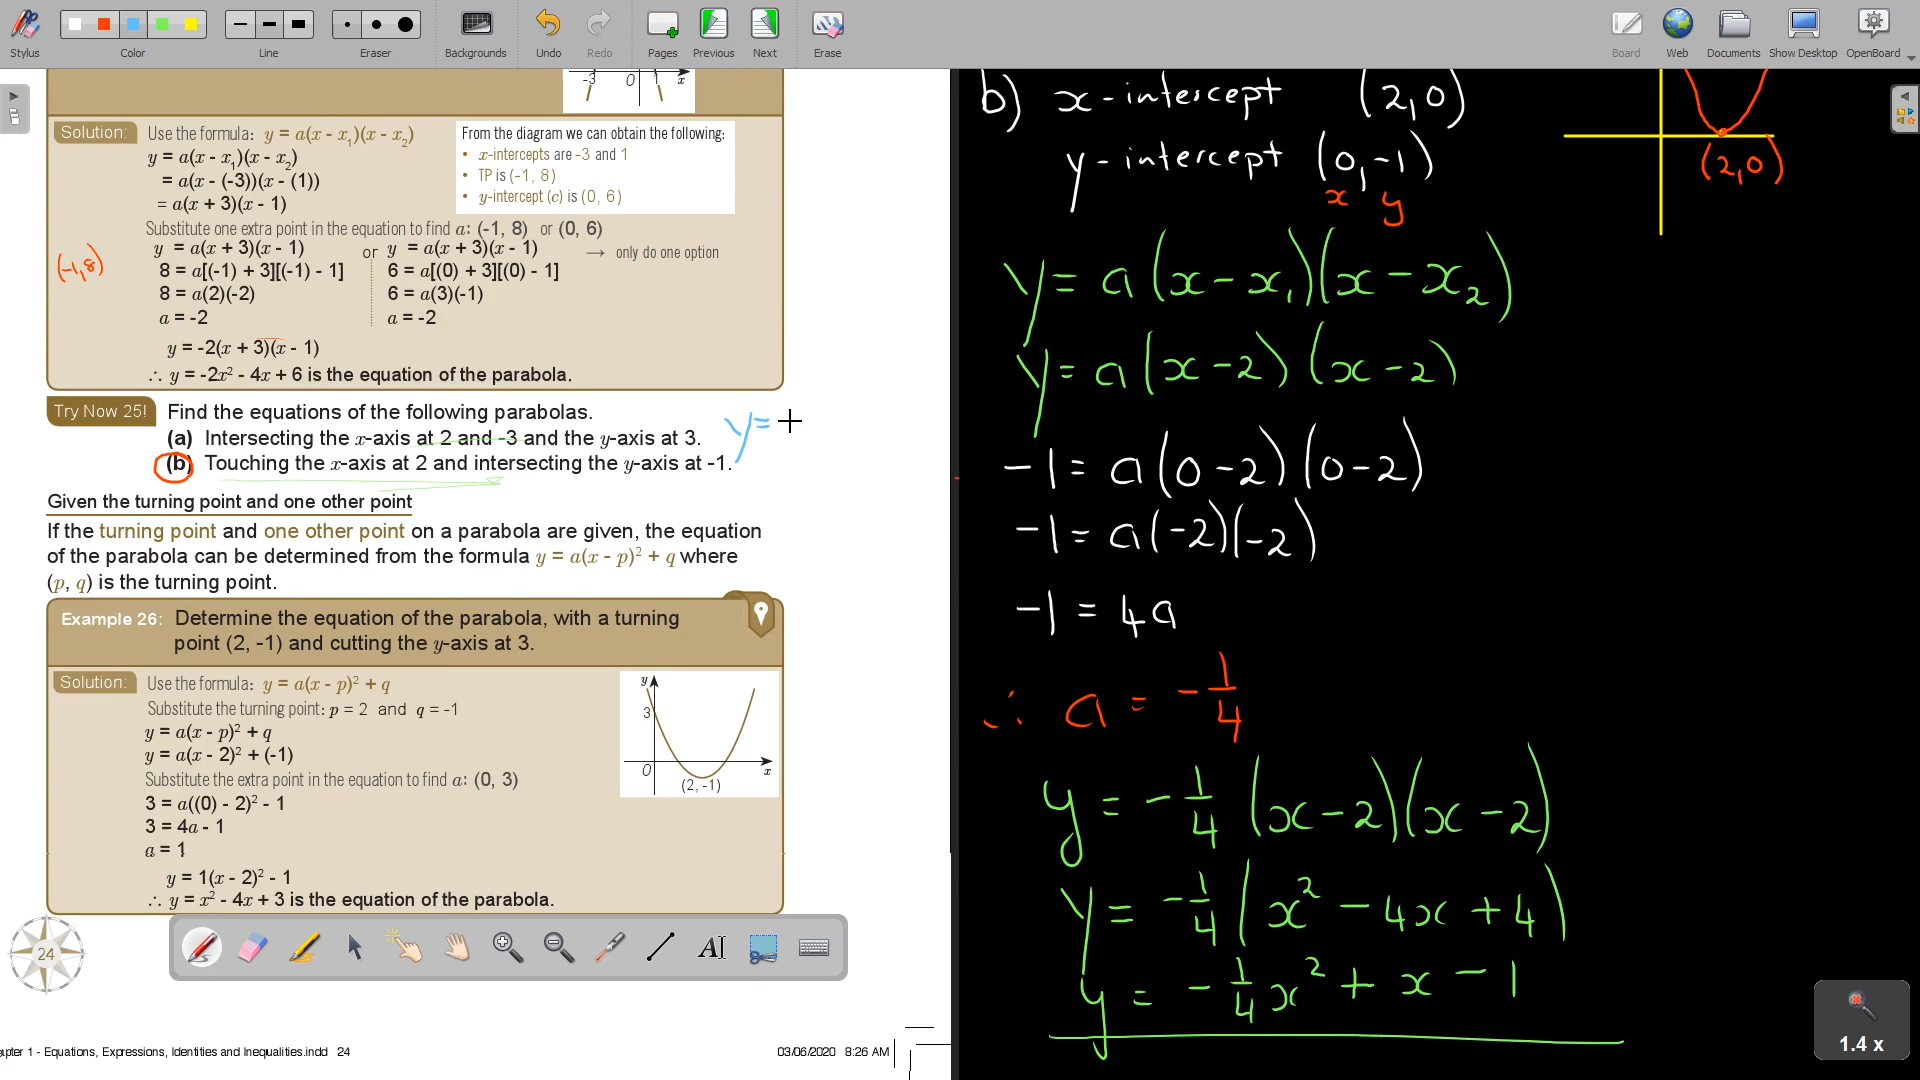 Stylus Color Line Eraser Backgrounds Undo Redo Pages Previous Next Erase Board Web Documents Show Desktop OpenBoard
-3 0 1 x
Solution: Use the formula: y = a(x - x₁)(x - x₂)
y = a(x - x₁)(x - x₂)
= a(x - (-3))(x - (1))
= a(x + 3)(x - 1)
From the diagram we can obtain the following:
• x-intercepts are -3 and 1
• TP is (-1, 8)
• y-intercept (c) is (0, 6)
Substitute one extra point in the equation to find a: (-1, 8) or (0, 6)
y = a(x + 3)(x - 1) or y = a(x + 3)(x - 1) → only do one option
(-1,8) 8 = a[(-1) + 3][(-1) - 1] 6 = a[(0) + 3][(0) - 1]
8 = a(2)(-2) 6 = a(3)(-1)
a = -2 a = -2
y = -2(x + 3)(x - 1)
∴ y = -2x² - 4x + 6 is the equation of the parabola.
Try Now 25! Find the equations of the following parabolas.
(a) Intersecting the x-axis at 2 and -3 and the y-axis at 3.
y =
(b) Touching the x-axis at 2 and intersecting the y-axis at -1.
Given the turning point and one other point
If the turning point and one other point on a parabola are given, the equation
of the parabola can be determined from the formula y = a(x - p)² + q where
(p, q) is the turning point.
Example 26: Determine the equation of the parabola, with a turning
point (2, -1) and cutting the y-axis at 3.
Solution: Use the formula: y = a(x - p)² + q
Substitute the turning point: p = 2 and q = -1
y = a(x - p)² + q
y = a(x - 2)² + (-1)
Substitute the extra point in the equation to find a: (0, 3)
3 = a((0) - 2)² - 1
3 = 4a - 1
a = 1
y = 1(x - 2)² - 1
∴ y = x² - 4x + 3 is the equation of the parabola.
y
3
0 x
(2, -1)
24
apter 1 - Equations, Expressions, Identities and Inequalities.indd 24 03/06/2020 8:26 AM
b) x-intercept (2,0)
y-intercept (0,-1)
x y
(2,0)
y = a(x - x₁)(x - x₂)
y = a(x - 2)(x - 2)
-1 = a(0 - 2)(0 - 2)
-1 = a(-2)(-2)
-1 = 4a
∴ a = -1/4
y = -1/4 (x - 2)(x - 2)
y = -1/4 (x² - 4x + 4)
y = -1/4 x² + x - 1
1.4 x